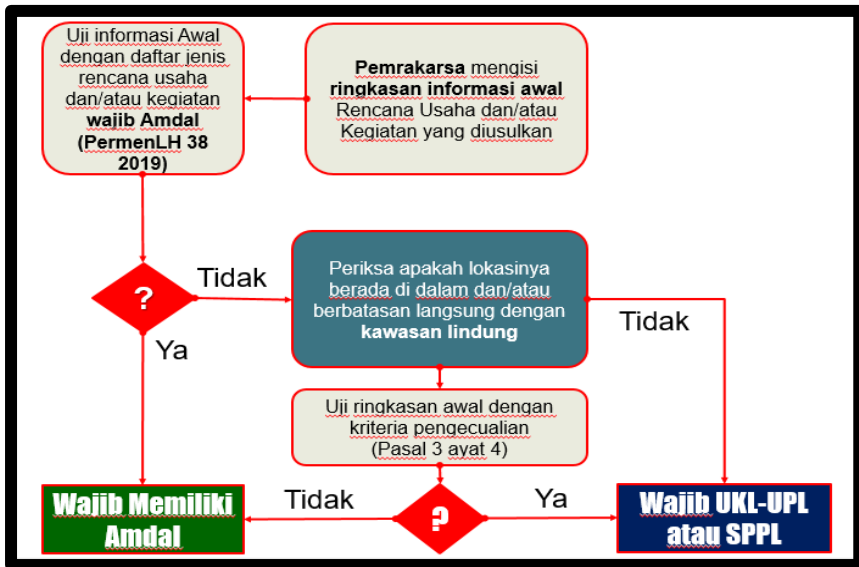 Uji informasi Awal
dengan daftar jenis
rencana usaha
dan/atau kegiatan
wajib Amdal
(PermenLH 38
2019)
Pemrakarsa mengisi
ringkasan informasi awal
Rencana Usaha dan/atau
Kegiatan yang diusulkan
?
Tidak
Ya
Periksa apakah lokasinya
berada di dalam dan/atau
berbatasan langsung dengan
kawasan lindung
Tidak
Uji ringkasan awal dengan
kriteria pengecualian
(Pasal 3 ayat 4)
Wajib Memiliki
Amdal
Tidak
?
Ya
Wajib UKL-UPL
atau SPPL